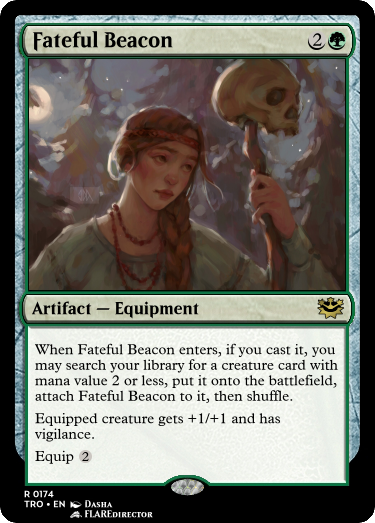 Fateful Beacon 2
Artifact — Equipment
When Fateful Beacon enters, if you cast it, you
may search your library for a creature card with
mana value 2 or less, put it onto the battlefield,
attach Fateful Beacon to it, then shuffle.
Equipped creature gets +1/+1 and has
vigilance.
Equip 2
R 0174
TRO • EN Dasha
FLAREDIRECTOR